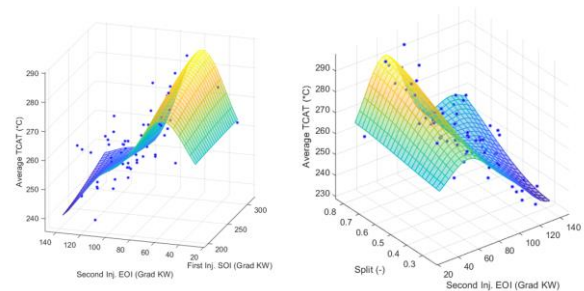 290
280
270
260
250
240
Average TCAT (°C)
140 120 100 80 60 40 20
Second Inj. EOI (Grad KW)
200
250
300
First Inj. SOI (Grad KW)
290
280
270
260
250
240
230
Average TCAT (°C)
0.8
0.7
0.6
0.5
0.4
0.3
Split (-)
20 40 60 80 100 120 140
Second Inj. EOI (Grad KW)